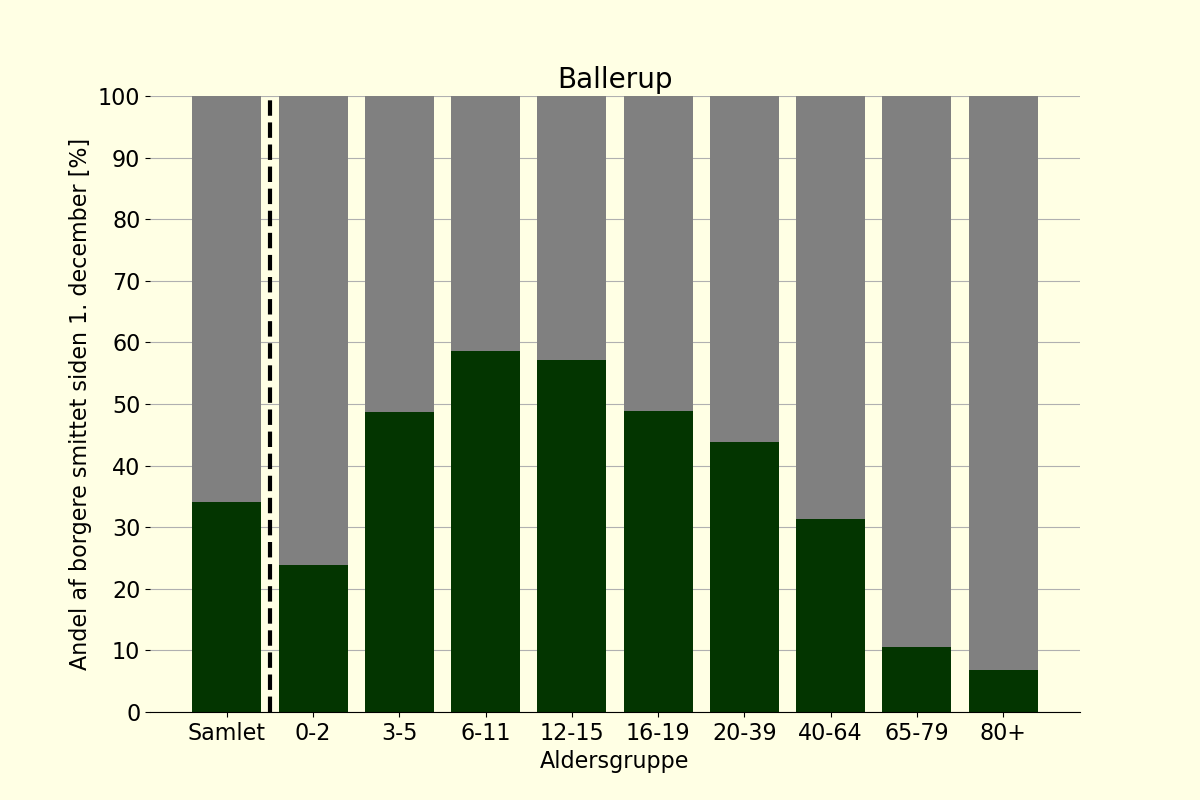 Ballerup
100
90
80
70
60
50
40
30
20
10
0
Andel af borgere smittet siden 1. december [%]
Samlet 0-2 3-5 6-11 12-15 16-19 20-39 40-64 65-79 80+
Aldersgruppe